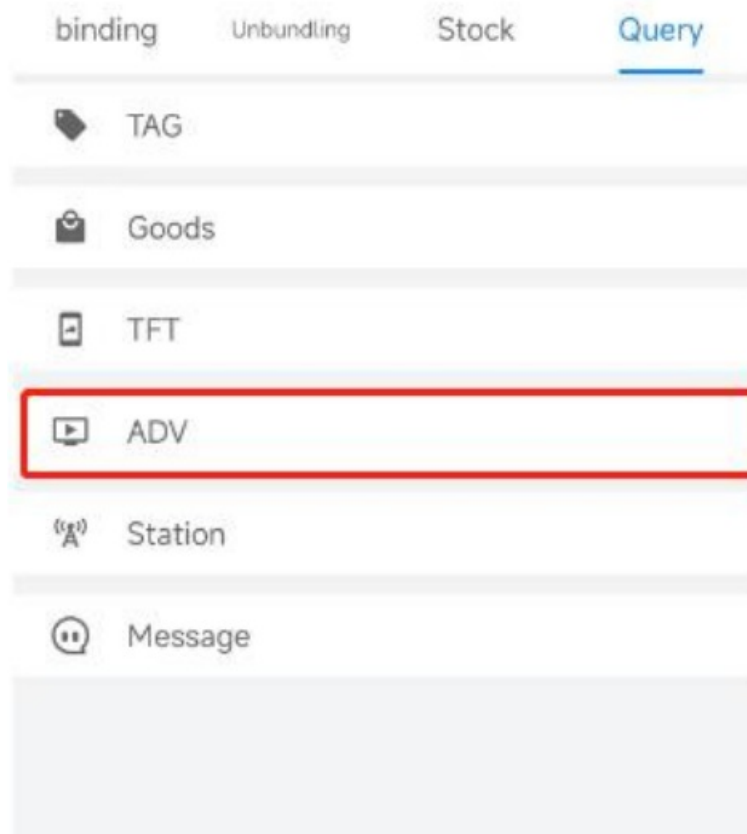 binding Unbundling Stock Query
TAG
Goods
TFT
ADV
Station
Message